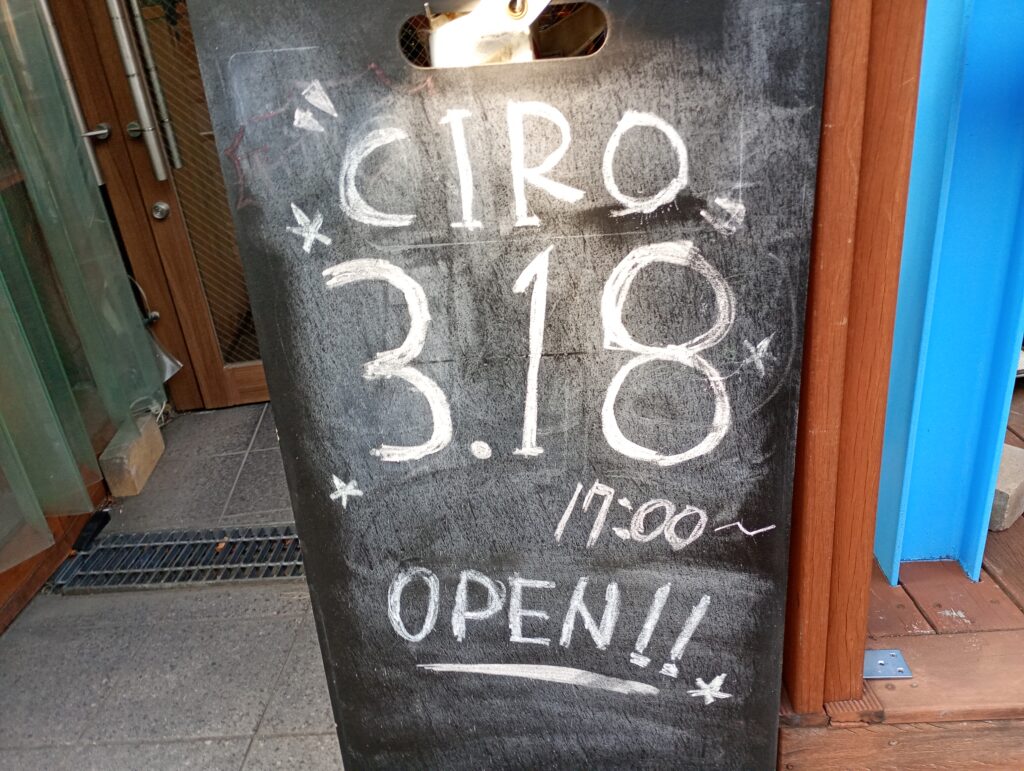 CIRO
3.18
17:00~
OPEN!!